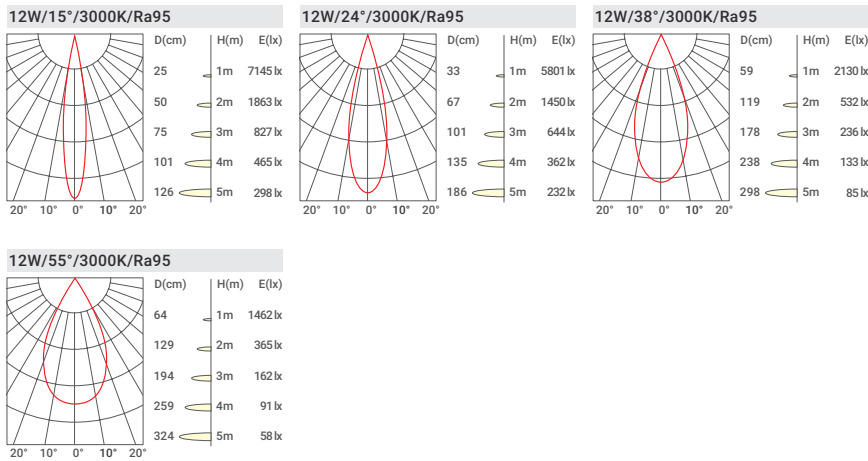 12W/15°/3000K/Ra95
D(cm) H(m) E(lx)
25 1m 7145 lx
50 2m 1863 lx
75 3m 827 lx
101 4m 465 lx
126 5m 298 lx
20° 10° 0° 10° 20°
12W/24°/3000K/Ra95
D(cm) H(m) E(lx)
33 1m 5801 lx
67 2m 1450 lx
101 3m 644 lx
135 4m 362 lx
186 5m 232 lx
20° 10° 0° 10° 20°
12W/38°/3000K/Ra95
D(cm) H(m) E(lx)
59 1m 2130 lx
119 2m 532 lx
178 3m 236 lx
238 4m 133 lx
298 5m 85 lx
20° 10° 0° 10° 20°
12W/55°/3000K/Ra95
D(cm) H(m) E(lx)
64 1m 1462 lx
129 2m 365 lx
194 3m 162 lx
259 4m 91 lx
324 5m 58 lx
20° 10° 0° 10° 20°